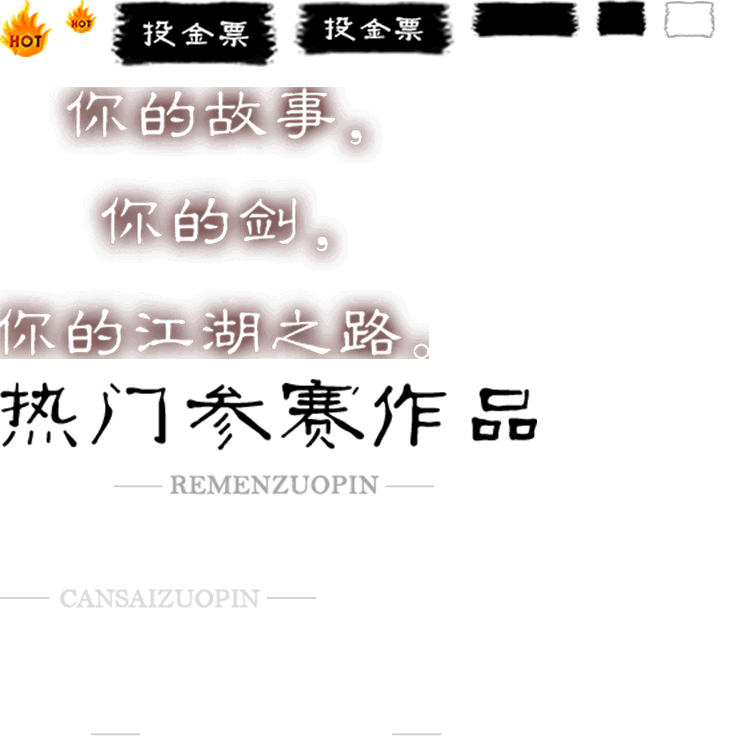 HOT
HOT
投金票
投金票
你的故事，
你的剑，
你的江湖之路。
热门参赛作品
REMENZUOPIN
CANSAIZUOPIN